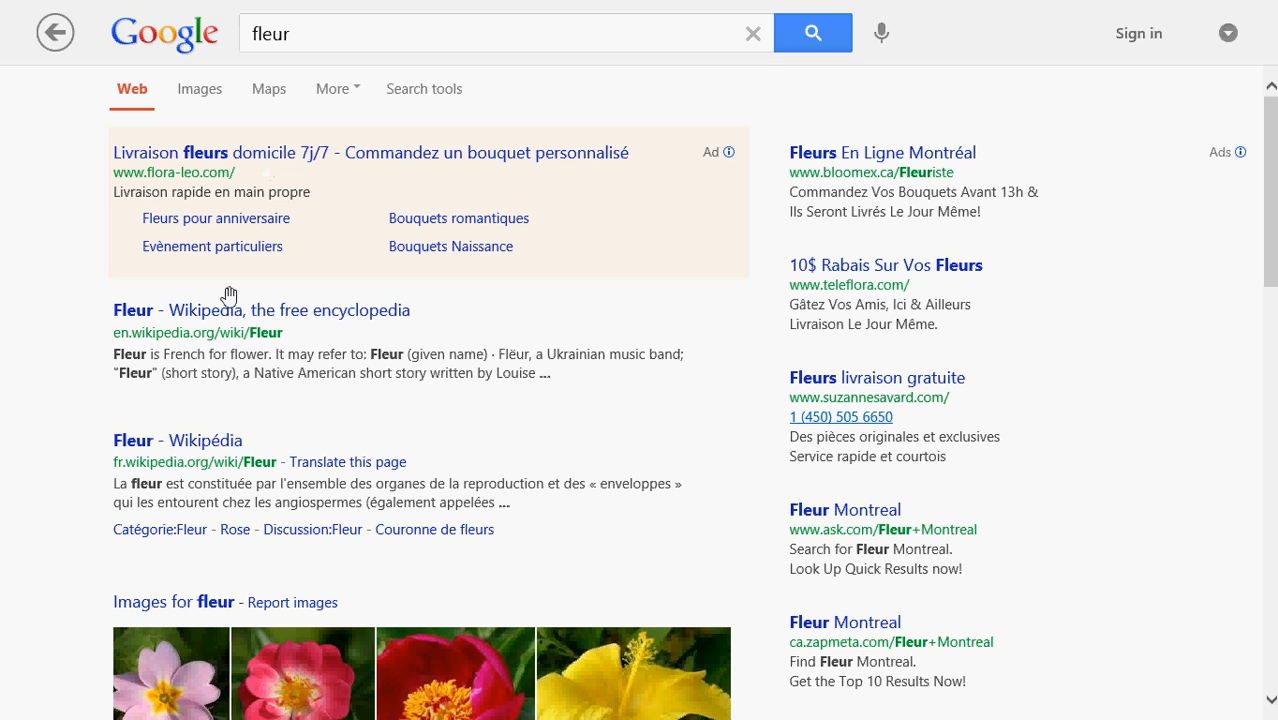 Google
fleur
Sign in
Web Images Maps More Search tools
Livraison fleurs domicile 7j/7 - Commandez un bouquet personnalisé
Ad
www.flora-leo.com/
Livraison rapide en main propre
Fleurs pour anniversaire
Bouquets romantiques
Evènement particuliers
Bouquets Naissance
Fleur - Wikipedia, the free encyclopedia
en.wikipedia.org/wiki/Fleur
Fleur is French for flower. It may refer to: Fleur (given name) · Flëur, a Ukrainian music band;
"Fleur" (short story), a Native American short story written by Louise ...
Fleur - Wikipédia
fr.wikipedia.org/wiki/Fleur - Translate this page
La fleur est constituée par l'ensemble des organes de la reproduction et des « enveloppes »
qui les entourent chez les angiospermes (également appelées ...
Catégorie:Fleur - Rose - Discussion:Fleur - Couronne de fleurs
Images for fleur - Report images
Fleurs En Ligne Montréal
Ads
www.bloomex.ca/Fleuriste
Commandez Vos Bouquets Avant 13h &
Ils Seront Livrés Le Jour Même!
10$ Rabais Sur Vos Fleurs
www.teleflora.com/
Gâtez Vos Amis, Ici & Ailleurs
Livraison Le Jour Même.
Fleurs livraison gratuite
www.suzannesavard.com/
1 (450) 505 6650
Des pièces originales et exclusives
Service rapide et courtois
Fleur Montreal
www.ask.com/Fleur+Montreal
Search for Fleur Montreal.
Look Up Quick Results now!
Fleur Montreal
ca.zapmeta.com/Fleur+Montreal
Find Fleur Montreal.
Get the Top 10 Results Now!